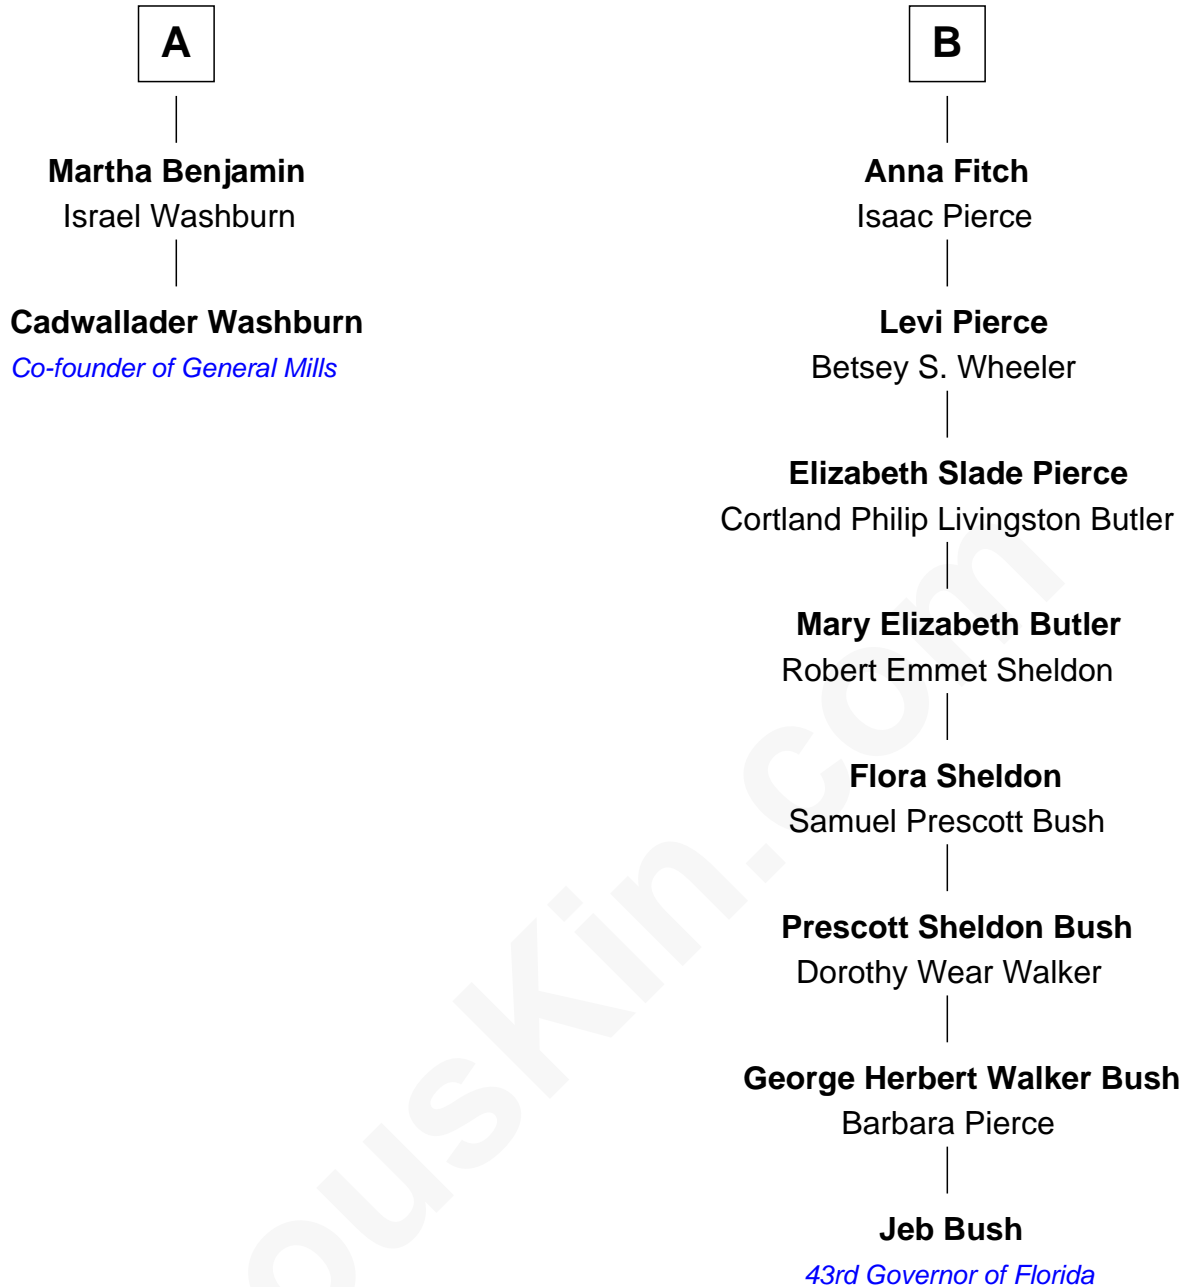 A
Martha Benjamin
Israel Washburn
Cadwallader Washburn
Co-founder of General Mills
B
Anna Fitch
Isaac Pierce
Levi Pierce
Betsey S. Wheeler
Elizabeth Slade Pierce
Cortland Philip Livingston Butler
Mary Elizabeth Butler
Robert Emmet Sheldon
Flora Sheldon
Samuel Prescott Bush
Prescott Sheldon Bush
Dorothy Wear Walker
George Herbert Walker Bush
Barbara Pierce
Jeb Bush
43rd Governor of Florida
ousKin.com